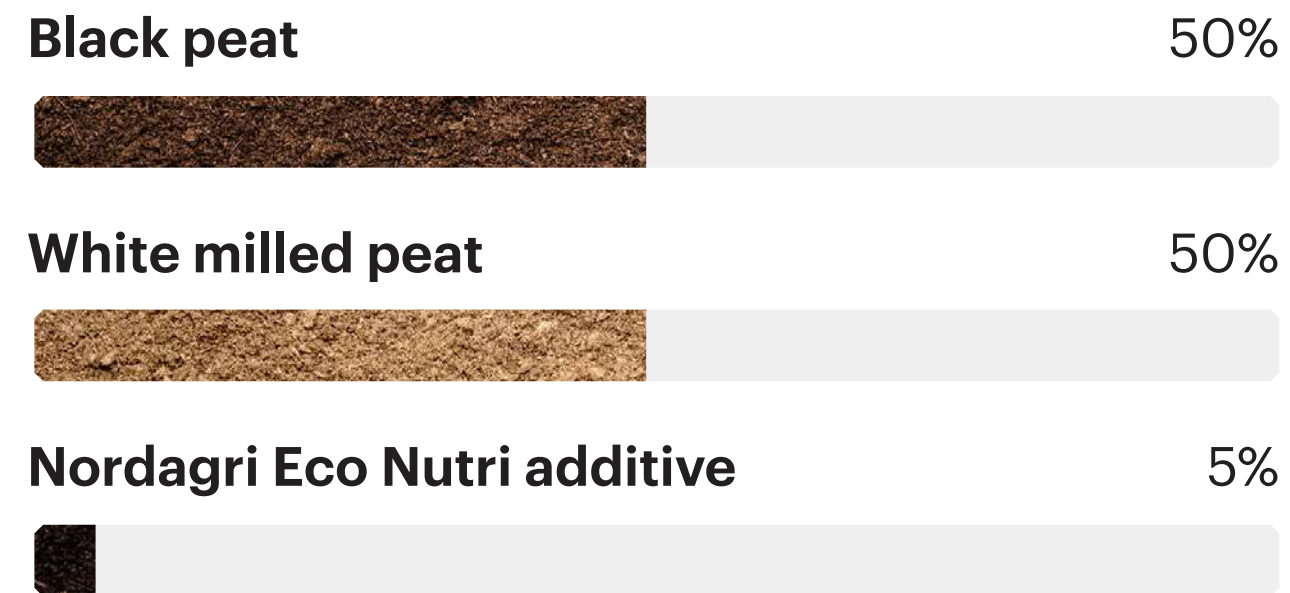 Black peat 50%
White milled peat 50%
Nordagri Eco Nutri additive 5%